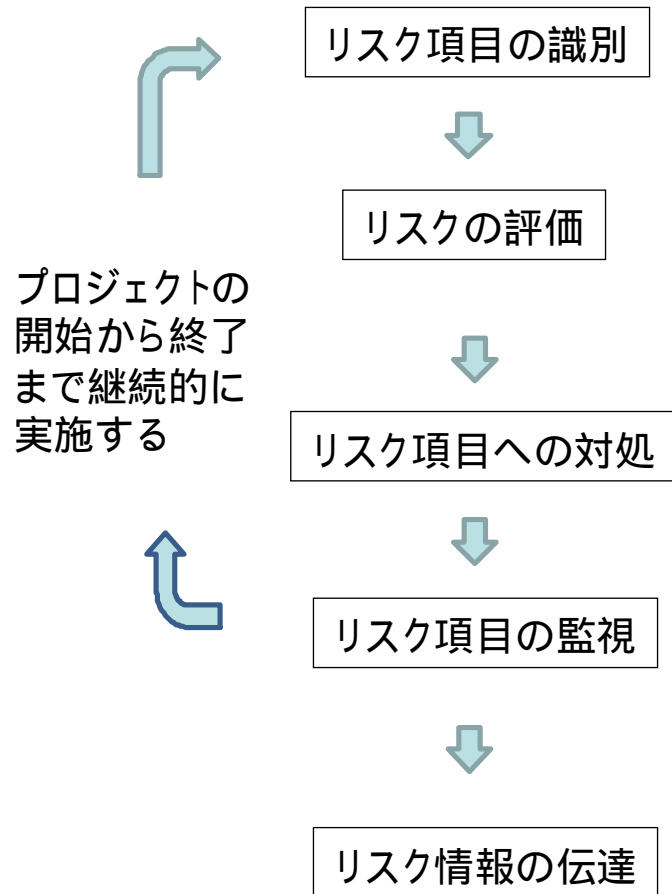 リスク項目の識別
リスクの評価
プロジェクトの
開始から終了
まで継続的に
実施する
リスク項目への対処
リスク項目の監視
リスク情報の伝達